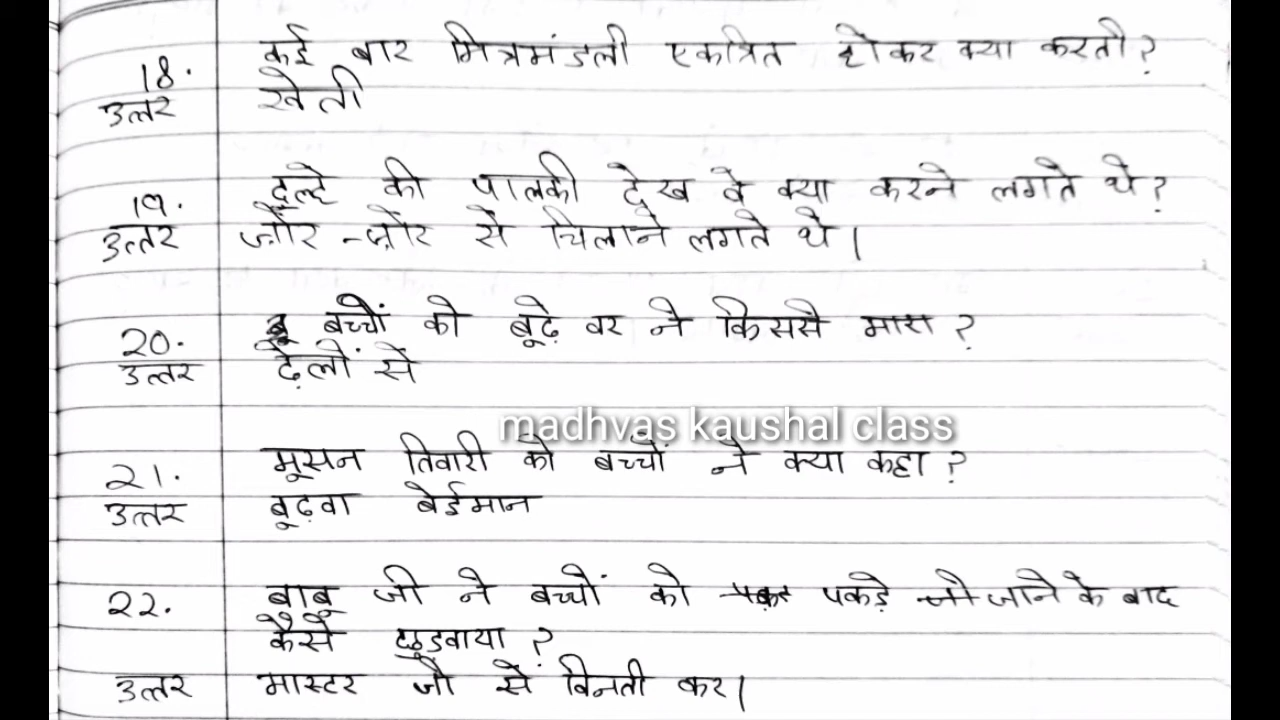 18. कई बार मित्रमंडली एकत्रित होकर क्या करती?
उत्तर खेती
19. दूल्हे की पालकी देख वे क्या करने लगते थे?
उत्तर जोर-जोर से चिलाने लगते थे।
20. बच्चों को बूढ़े वर ने किससे मारा?
उत्तर ढ़ेलों से
madhvas kaushal class
21. मूसन तिवारी को बच्चों ने क्या कहा?
उत्तर बूढ़वा बेईमान
22. बाबू जी ने बच्चों को पकड़े जाने के बाद
कैसे छुड़वाया?
उत्तर मास्टर जी से विनती कर।